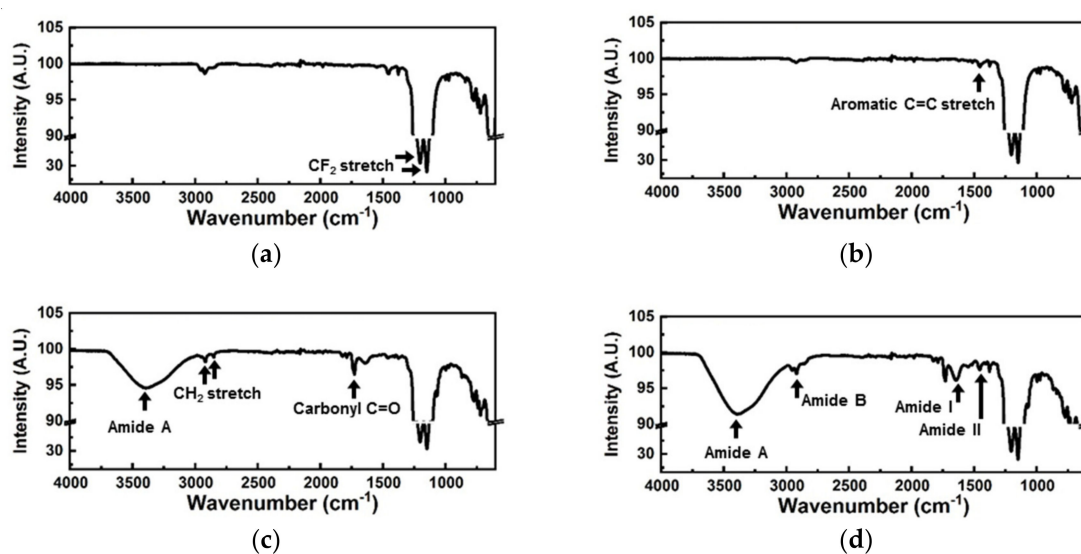 105
100
95
90
30
Intensity (A.U.)
CF₂ stretch
4000 3500 3000 2500 2000 1500 1000
Wavenumber (cm⁻¹)
(a)
105
100
95
90
30
Intensity (A.U.)
Aromatic C=C stretch
4000 3500 3000 2500 2000 1500 1000
Wavenumber (cm⁻¹)
(b)
105
100
95
90
30
Intensity (A.U.)
CH₂ stretch
Carbonyl C=O
Amide A
4000 3500 3000 2500 2000 1500 1000
Wavenumber (cm⁻¹)
(c)
105
100
95
90
30
Intensity (A.U.)
Amide B
Amide I
Amide II
Amide A
4000 3500 3000 2500 2000 1500 1000
Wavenumber (cm⁻¹)
(d)